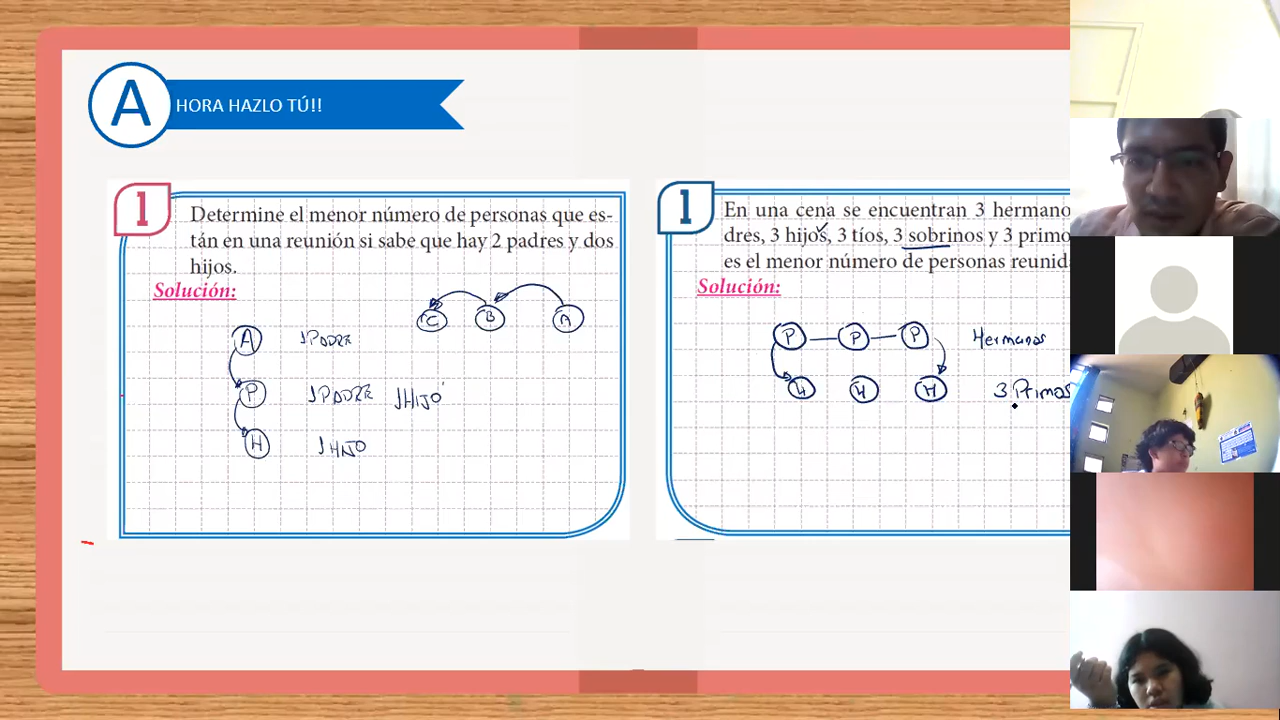 A
HORA HAZLO TÚ!!
1
Determine el menor número de personas que es-
tán en una reunión si sabe que hay 2 padres y dos
hijos.
Solución:
C B A
A 1PADRE
P 1PADRE 1HIJO
H 1HIJO
1
En una cena se encuentran 3 hermano
dres, 3 hijos, 3 tíos, 3 sobrinos y 3 primo
es el menor número de personas reunid
Solución:
P P P Hermanos
H H H 3 Primos